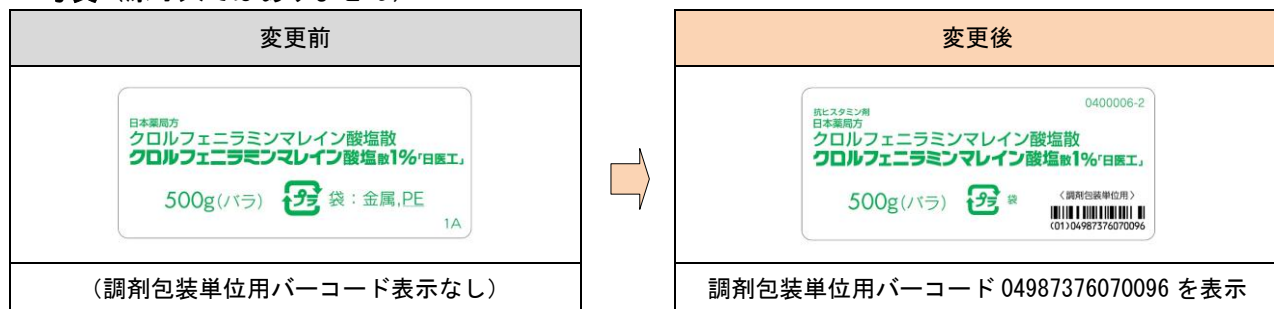 変更前
日本薬局方
クロルフェニラミンマレイン酸塩散
クロルフェニラミンマレイン酸塩散1%「日医工」
500g(バラ) プラ 袋:金属,PE
1A
(調剤包装単位用バーコード表示なし)
変更後
0400006-2
抗ヒスタミン剤
日本薬局方
クロルフェニラミンマレイン酸塩散
クロルフェニラミンマレイン酸塩散1%「日医工」
500g(バラ) プラ 袋
〈調剤包装単位用〉
(01)04987376070096
調剤包装単位用バーコード 04987376070096 を表示